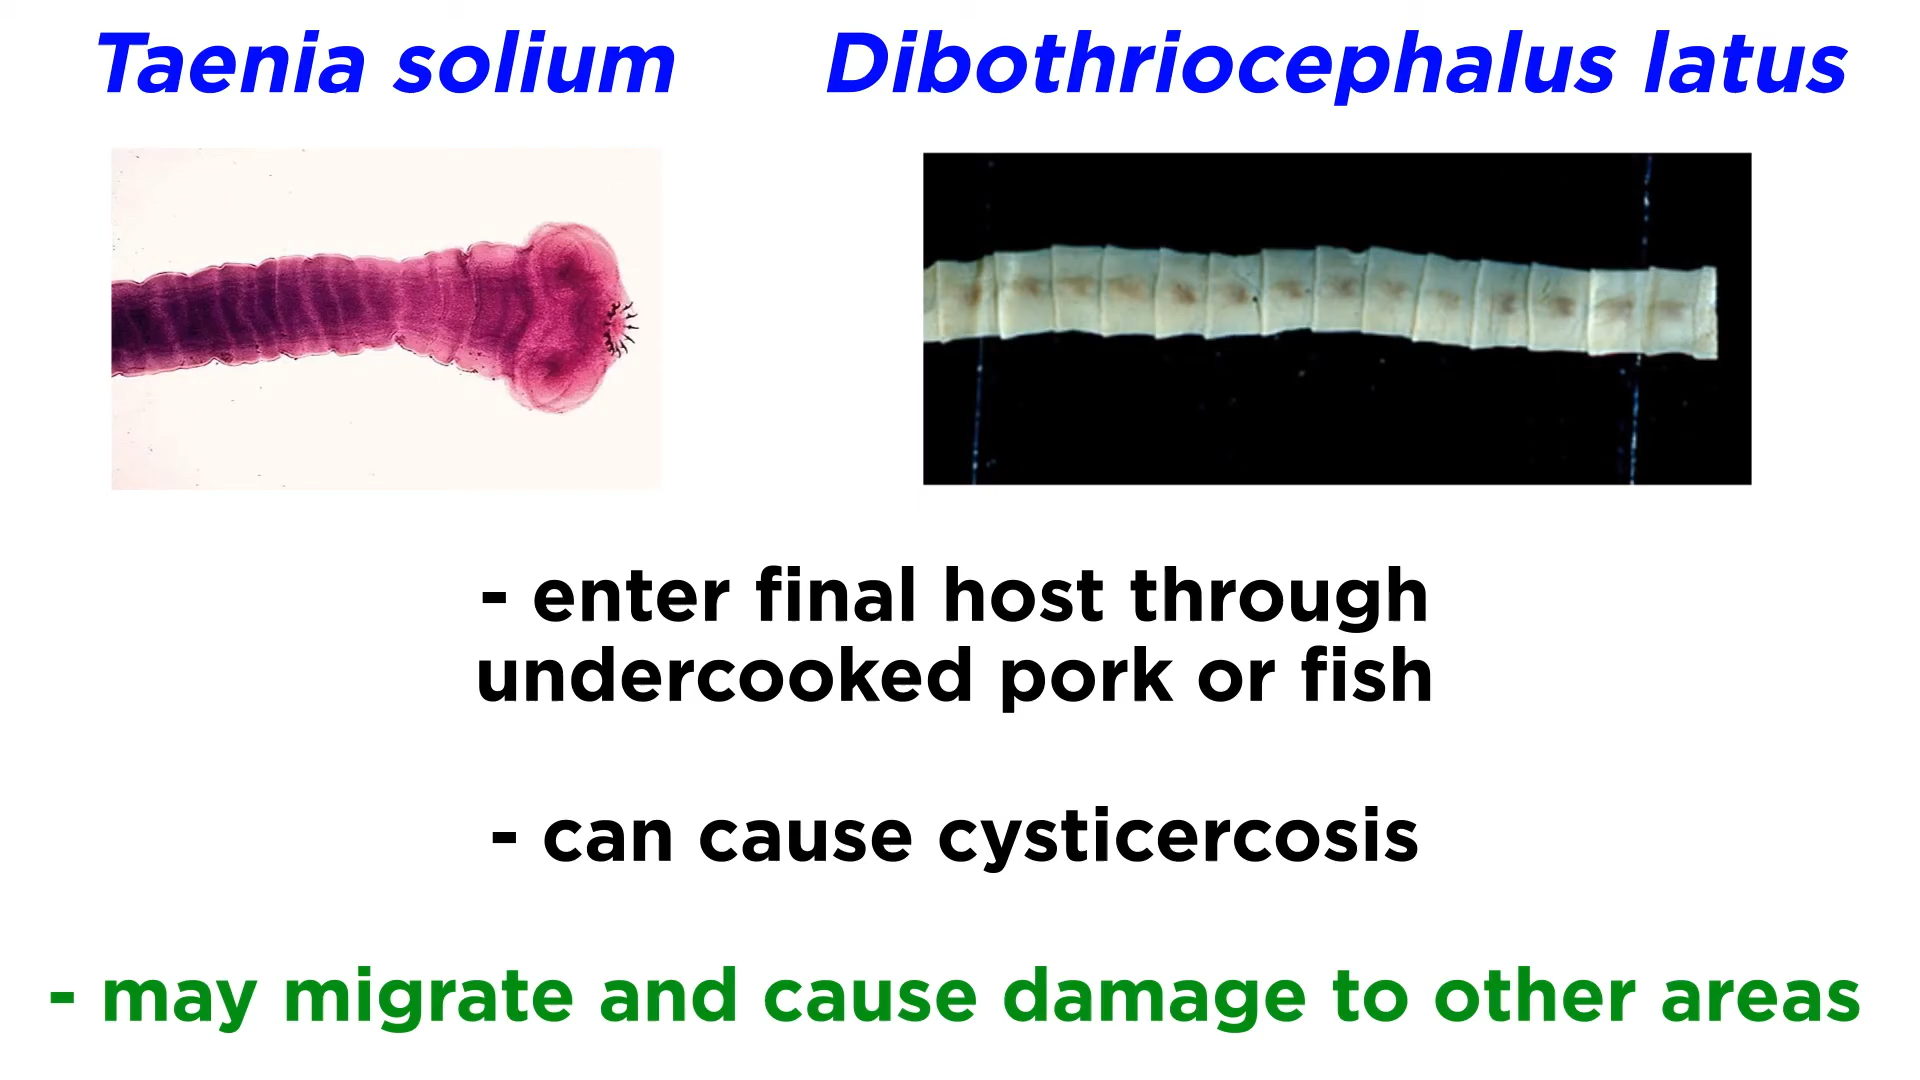 Taenia solium
Dibothriocephalus latus
- enter final host through
undercooked pork or fish
- can cause cysticercosis
- may migrate and cause damage to other areas